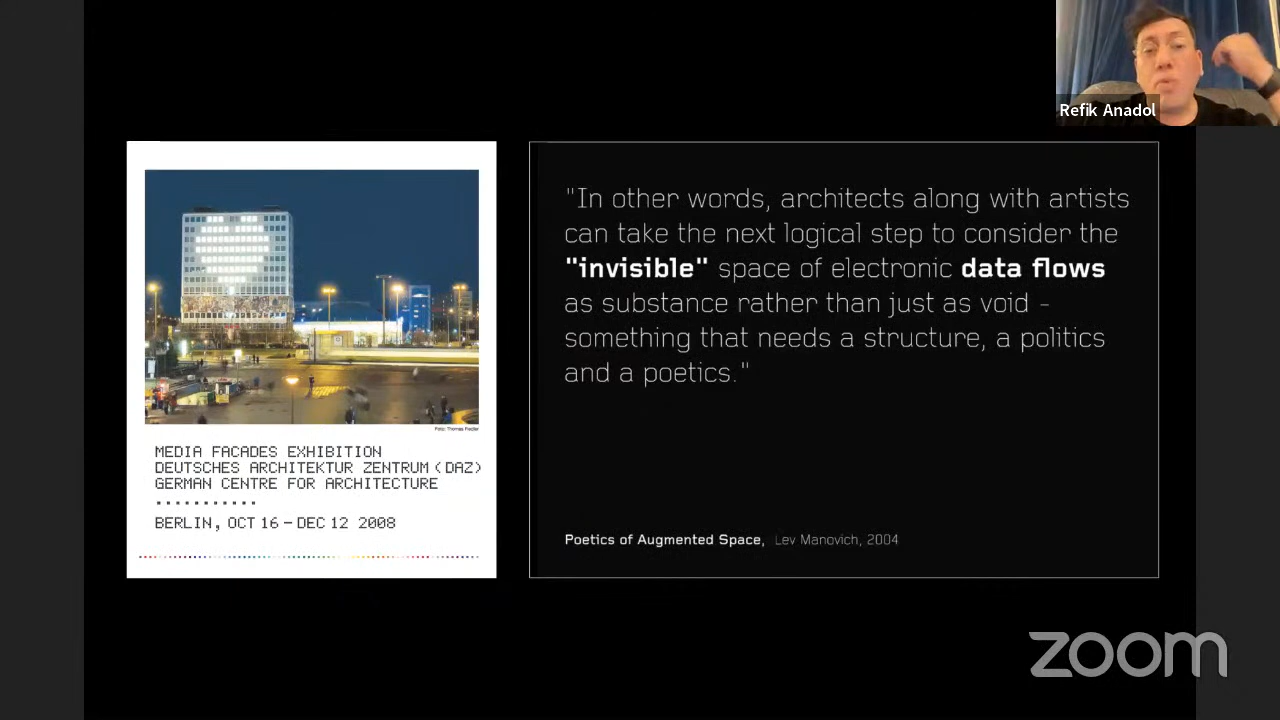 Refik Anadol
Foto: Thomas Fiedler
MEDIA FACADES EXHIBITION
DEUTSCHES ARCHITEKTUR ZENTRUM (DAZ)
GERMAN CENTRE FOR ARCHITECTURE
BERLIN, OCT 16 – DEC 12 2008
"In other words, architects along with artists
can take the next logical step to consider the
"invisible" space of electronic data flows
as substance rather than just as void -
something that needs a structure, a politics
and a poetics."
Poetics of Augmented Space, Lev Manovich, 2004
zoom